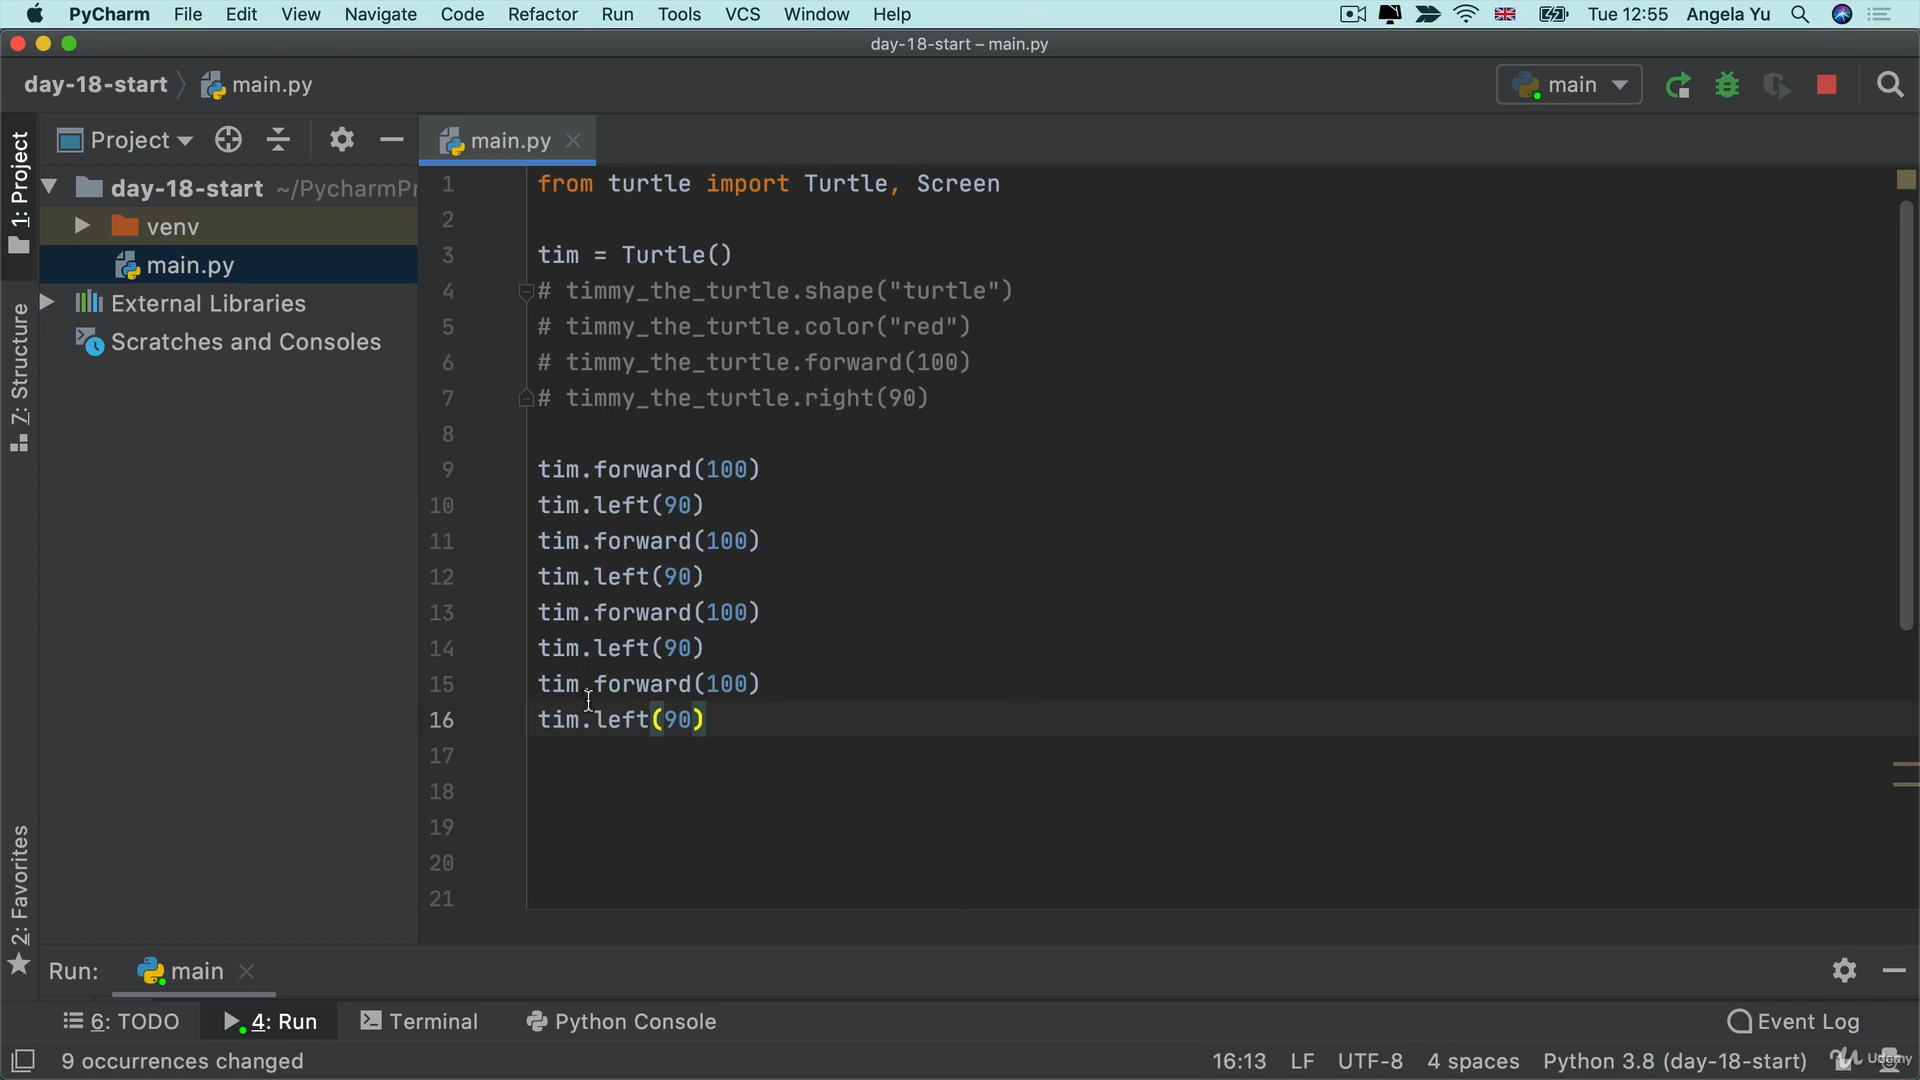 PyCharm File Edit View Navigate Code Refactor Run Tools VCS Window Help Tue 12:55 Angela Yu
day-18-start – main.py
day-18-start main.py main
Project main.py
1: Project
7: Structure
2: Favorites
day-18-start ~/PycharmPr
venv
main.py
External Libraries
Scratches and Consoles
1 from turtle import Turtle, Screen
2
3 tim = Turtle()
4 # timmy_the_turtle.shape("turtle")
5 # timmy_the_turtle.color("red")
6 # timmy_the_turtle.forward(100)
7 # timmy_the_turtle.right(90)
8
9 tim.forward(100)
10 tim.left(90)
11 tim.forward(100)
12 tim.left(90)
13 tim.forward(100)
14 tim.left(90)
15 tim.forward(100)
16 tim.left(90)
17
18
19
20
21
Run: main
6: TODO 4: Run Terminal Python Console Event Log
9 occurrences changed 16:13 LF UTF-8 4 spaces Python 3.8 (day-18-start) Udemy